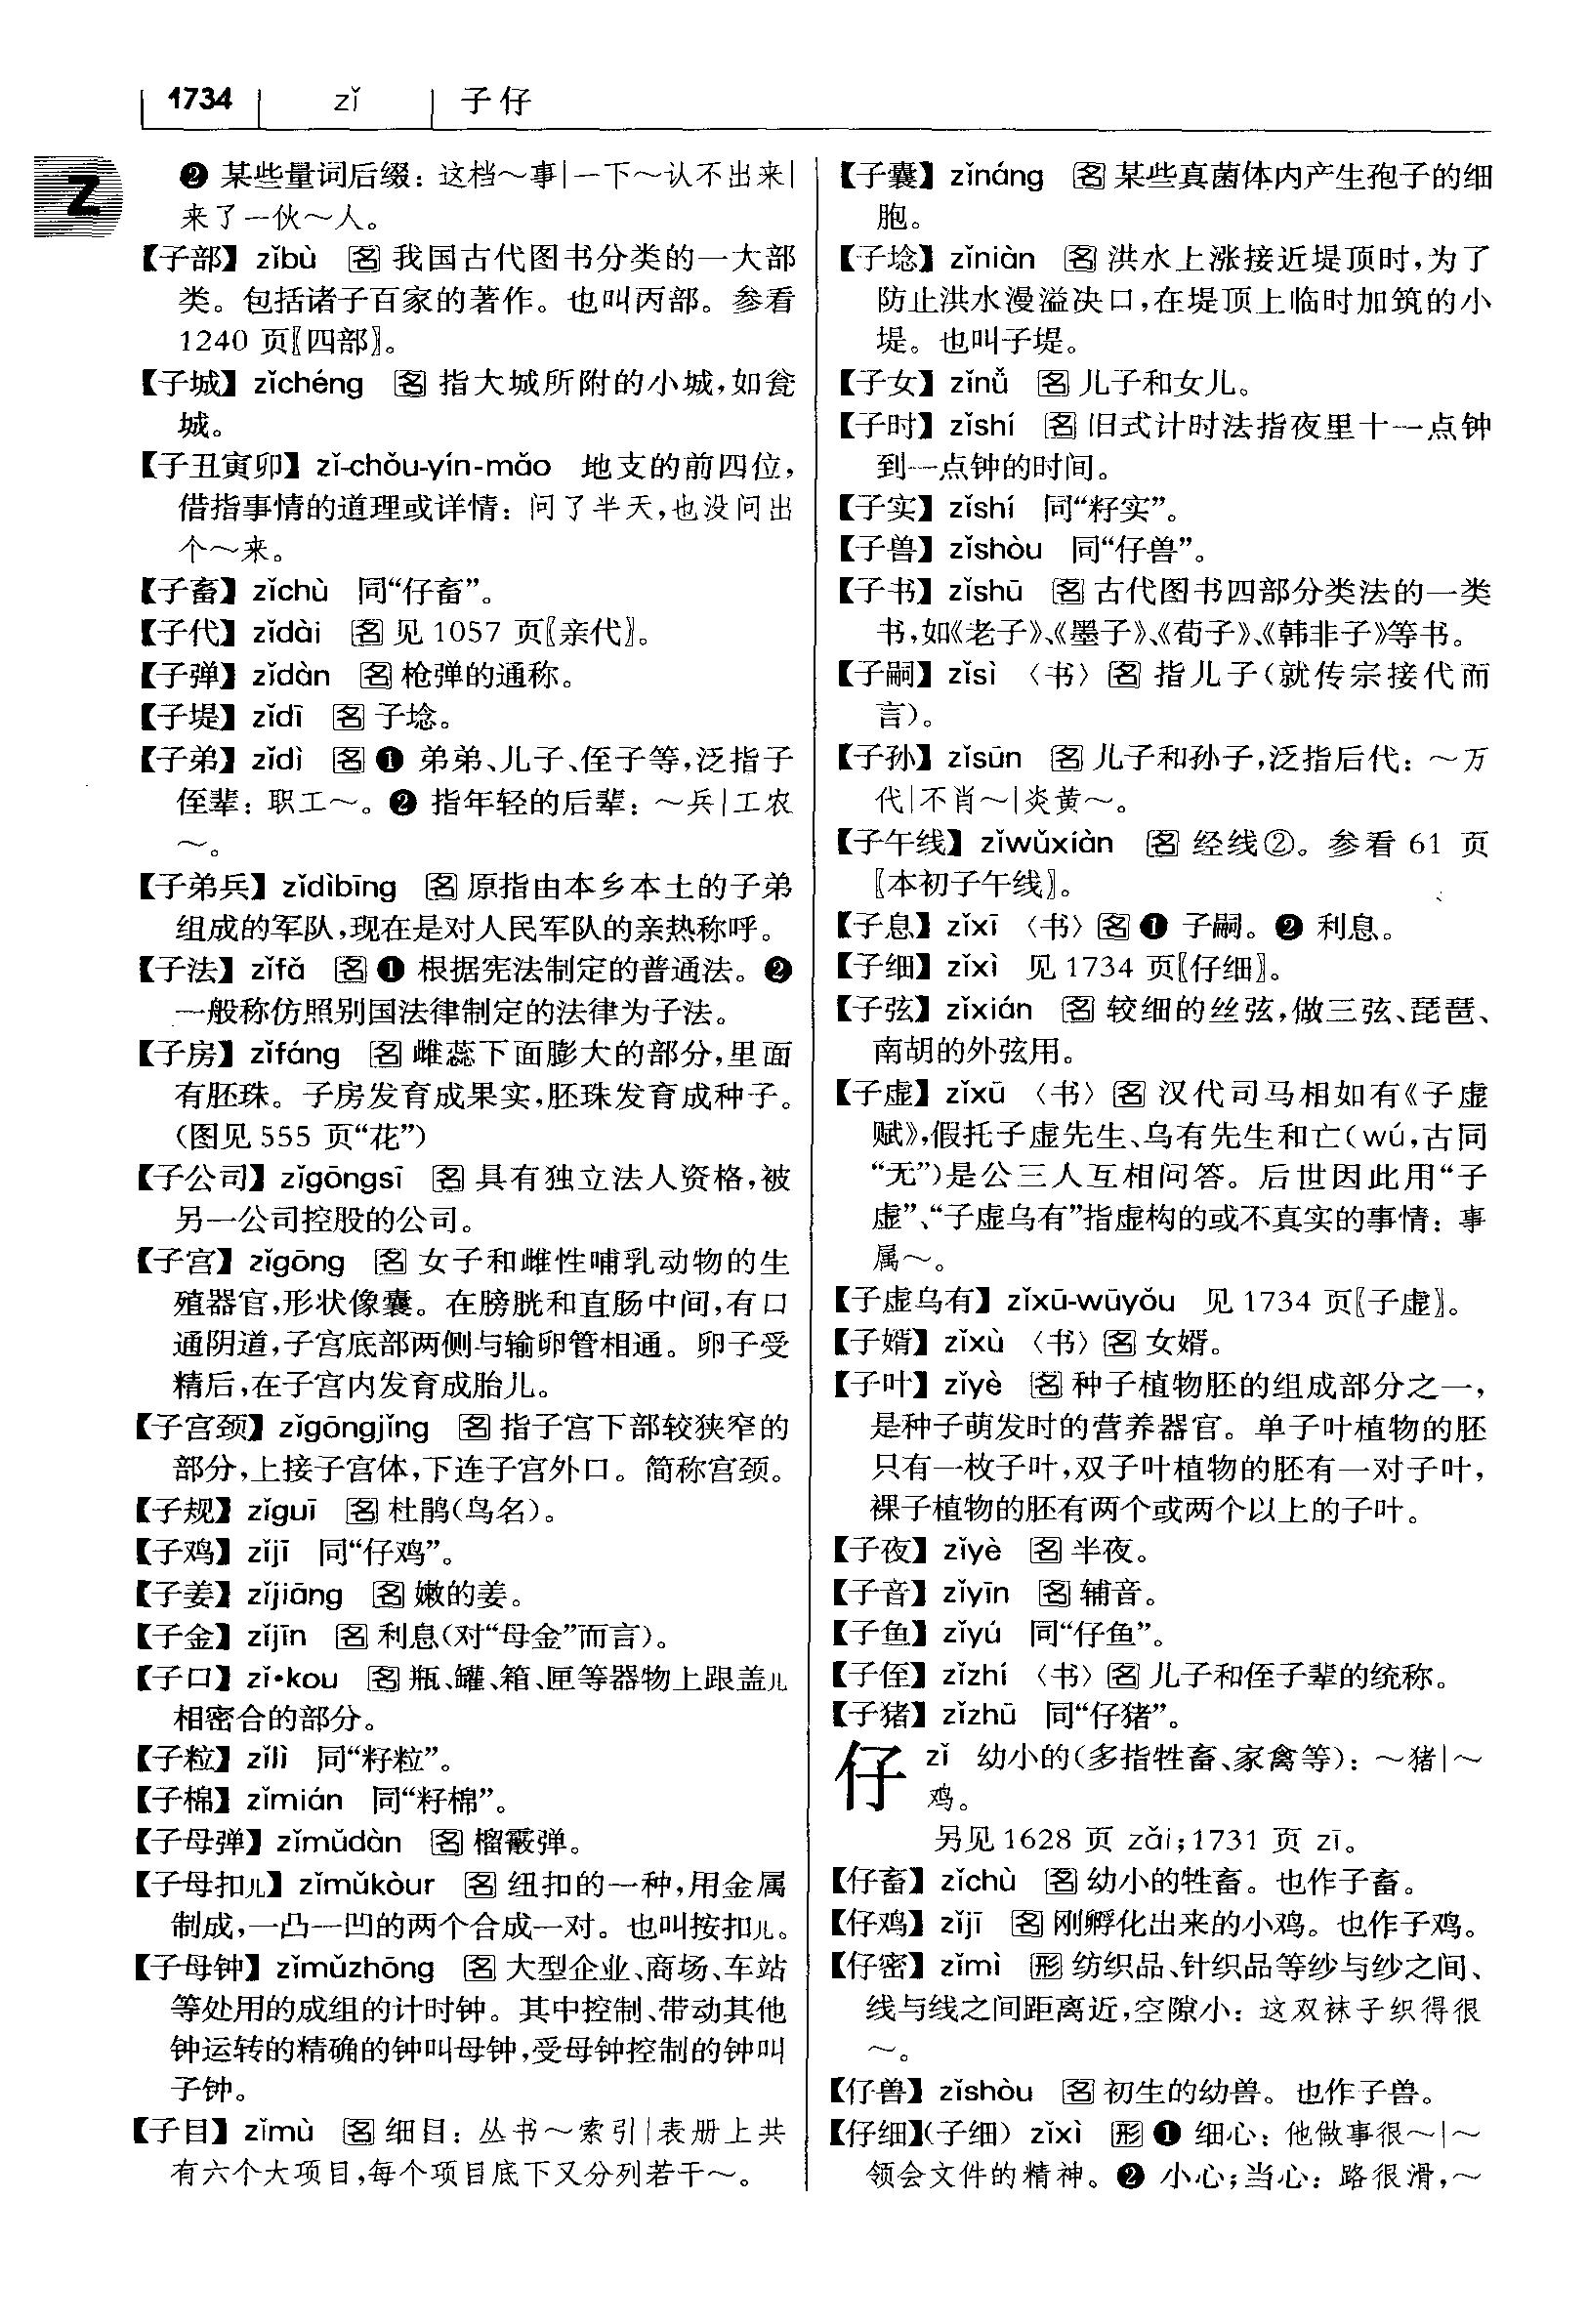 1734 zǐ 子仔
Z
❷ 某些量词后缀：这档～事|一下～认不出来|
来了一伙～人。
【子部】zǐbù 名 我国古代图书分类的一大部
类。包括诸子百家的著作。也叫丙部。参看
1240 页〖四部〗。
【子城】zǐchéng 名 指大城所附的小城，如瓮
城。
【子丑寅卯】zǐ-chǒu-yín-mǎo 地支的前四位，
借指事情的道理或详情：问了半天，也没问出
个～来。
【子畜】zǐchù 同“仔畜”。
【子代】zǐdài 名 见 1057 页〖亲代〗。
【子弹】zǐdàn 名 枪弹的通称。
【子堤】zǐdī 名 子埝。
【子弟】zǐdì 名 ❶ 弟弟、儿子、侄子等，泛指子
侄辈：职工～。❷ 指年轻的后辈：～兵|工农
～。
【子弟兵】zǐdìbīng 名 原指由本乡本土的子弟
组成的军队，现在是对人民军队的亲热称呼。
【子法】zǐfǎ 名 ❶ 根据宪法制定的普通法。❷
一般称仿照别国法律制定的法律为子法。
【子房】zǐfáng 名 雌蕊下面膨大的部分，里面
有胚珠。子房发育成果实，胚珠发育成种子。
（图见 555 页“花”）
【子公司】zǐgōngsī 名 具有独立法人资格，被
另一公司控股的公司。
【子宫】zǐgōng 名 女子和雌性哺乳动物的生
殖器官，形状像囊。在膀胱和直肠中间，有口
通阴道，子宫底部两侧与输卵管相通。卵子受
精后，在子宫内发育成胎儿。
【子宫颈】zǐgōngjǐng 名 指子宫下部较狭窄的
部分，上接子宫体，下连子宫外口。简称宫颈。
【子规】zǐguī 名 杜鹃（鸟名）。
【子鸡】zǐjī 同“仔鸡”。
【子姜】zǐjiāng 名 嫩的姜。
【子金】zǐjīn 名 利息（对“母金”而言）。
【子口】zǐ·kou 名 瓶、罐、箱、匣等器物上跟盖儿
相密合的部分。
【子粒】zǐlì 同“籽粒”。
【子棉】zǐmián 同“籽棉”。
【子母弹】zǐmǔdàn 名 榴霰弹。
【子母扣儿】zǐmǔkòur 名 纽扣的一种，用金属
制成，一凸一凹的两个合成一对。也叫按扣儿。
【子母钟】zǐmǔzhōng 名 大型企业、商场、车站
等处用的成组的计时钟。其中控制、带动其他
钟运转的精确的钟叫母钟，受母钟控制的钟叫
子钟。
【子目】zǐmù 名 细目：丛书～索引|表册上共
有六个大项目，每个项目底下又分列若干～。
【子囊】zǐnáng 名 某些真菌体内产生孢子的细
胞。
【子埝】zǐniàn 名 洪水上涨接近堤顶时，为了
防止洪水漫溢决口，在堤顶上临时加筑的小
堤。也叫子堤。
【子女】zǐnǚ 名 儿子和女儿。
【子时】zǐshí 名 旧式计时法指夜里十一点钟
到一点钟的时间。
【子实】zǐshí 同“籽实”。
【子兽】zǐshòu 同“仔兽”。
【子书】zǐshū 名 古代图书四部分类法的一类
书，如《老子》、《墨子》、《荀子》、《韩非子》等书。
【子嗣】zǐsì 〈书〉名 指儿子（就传宗接代而
言）。
【子孙】zǐsūn 名 儿子和孙子，泛指后代：～万
代|不肖～|炎黄～。
【子午线】zǐwǔxiàn 名 经线②。参看 61 页
〖本初子午线〗。
【子息】zǐxī 〈书〉名 ❶ 子嗣。❷ 利息。
【子细】zǐxì 见 1734 页〖仔细〗。
【子弦】zǐxián 名 较细的丝弦，做三弦、琵琶、
南胡的外弦用。
【子虚】zǐxū 〈书〉名 汉代司马相如有《子虚
赋》，假托子虚先生、乌有先生和亡（wú，古同
“无”）是公三人互相问答。后世因此用“子
虚”、“子虚乌有”指虚构的或不真实的事情：事
属～。
【子虚乌有】zǐxū-wūyǒu 见 1734 页〖子虚〗。
【子婿】zǐxù 〈书〉名 女婿。
【子叶】zǐyè 名 种子植物胚的组成部分之一，
是种子萌发时的营养器官。单子叶植物的胚
只有一枚子叶，双子叶植物的胚有一对子叶，
裸子植物的胚有两个或两个以上的子叶。
【子夜】zǐyè 名 半夜。
【子音】zǐyīn 名 辅音。
【子鱼】zǐyú 同“仔鱼”。
【子侄】zǐzhí 〈书〉名 儿子和侄子辈的统称。
【子猪】zǐzhū 同“仔猪”。
仔 zǐ 幼小的（多指牲畜、家禽等）：～猪|～
鸡。
另见 1628 页 zǎi；1731 页 zī。
【仔畜】zǐchù 名 幼小的牲畜。也作子畜。
【仔鸡】zǐjī 名 刚孵化出来的小鸡。也作子鸡。
【仔密】zǐmì 形 纺织品、针织品等纱与纱之间、
线与线之间距离近，空隙小：这双袜子织得很
～。
【仔兽】zǐshòu 名 初生的幼兽。也作子兽。
【仔细】（子细）zǐxì 形 ❶ 细心：他做事很～|～
领会文件的精神。❷ 小心；当心：路很滑，～